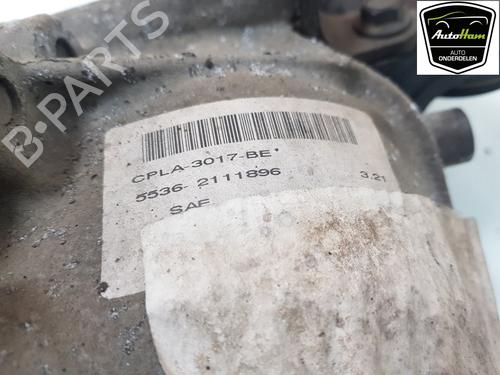 AutoHam
AUTO
ONDERDELEN
B-PARTS
CPLA-3017-BE*
5536- 2111896 3.21
SAF